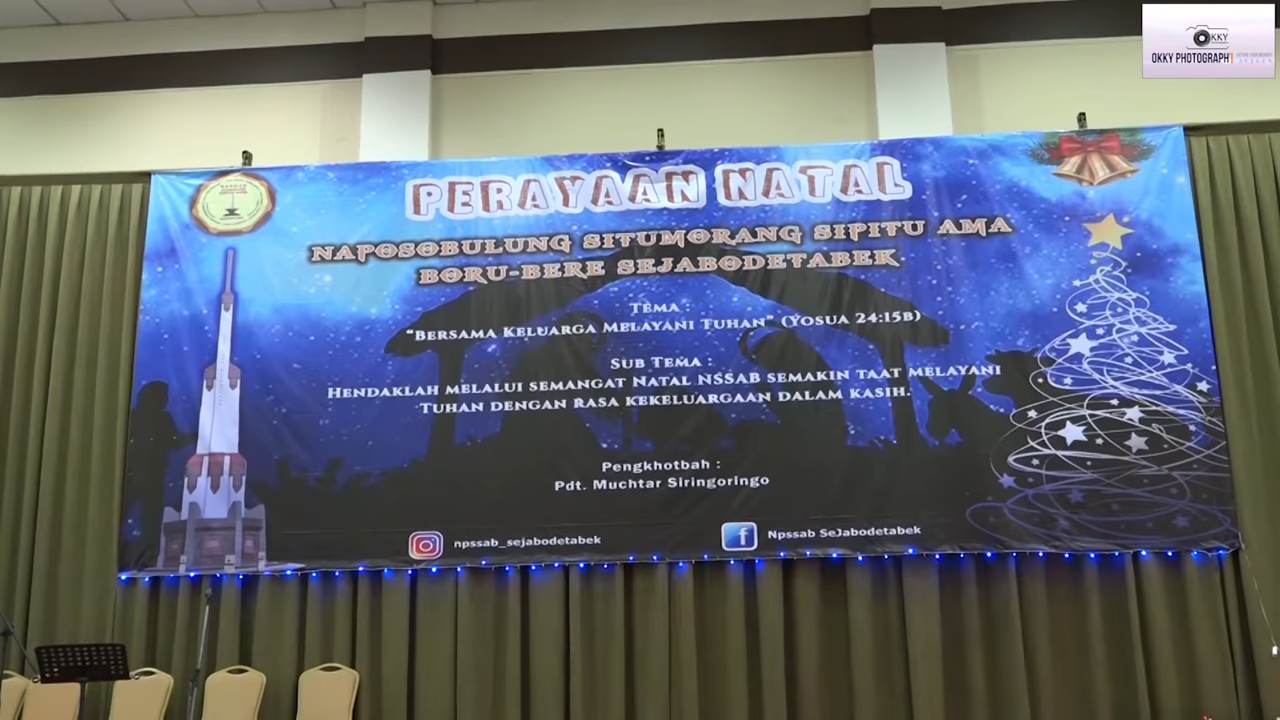 OKKY
OKKY PHOTOGRAPH
PERAYAAN NATAL
NAPOSOBULUNG SITUMORANG SIPITU AMA
BORU-BERE SEJABODETABEK
TEMA :
“BERSAMA KELUARGA MELAYANI TUHAN” (YOSUA 24:15B)
SUB TEMA :
HENDAKLAH MELALUI SEMANGAT NATAL NSSAB SEMAKIN TAAT MELAYANI
TUHAN DENGAN RASA KEKELUARGAAN DALAM KASIH.
Pengkhotbah :
Pdt. Muchtar Siringoringo
npssab_sejabodetabek
Npssab SeJabodetabek